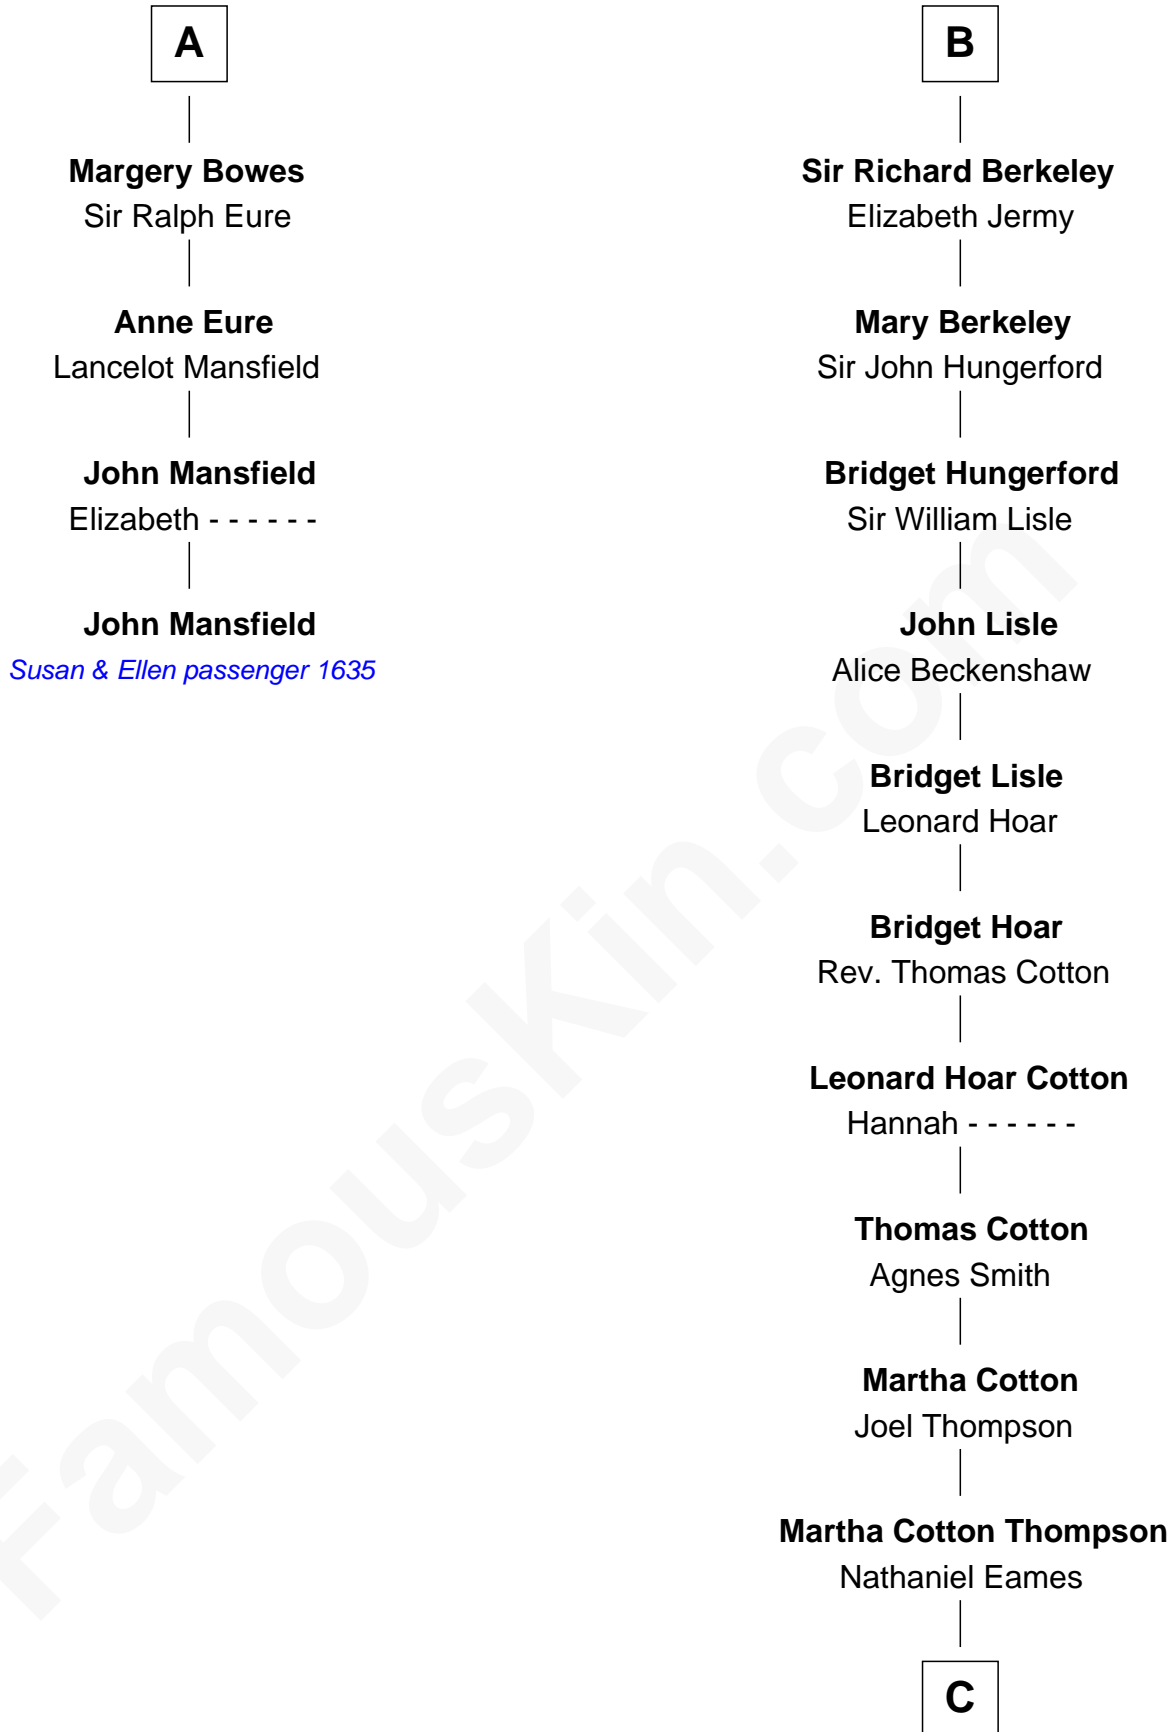 A
Margery Bowes
Sir Ralph Eure
Anne Eure
Lancelot Mansfield
John Mansfield
Elizabeth - - - - - -
John Mansfield
Susan & Ellen passenger 1635
B
Sir Richard Berkeley
Elizabeth Jermy
Mary Berkeley
Sir John Hungerford
Bridget Hungerford
Sir William Lisle
John Lisle
Alice Beckenshaw
Bridget Lisle
Leonard Hoar
Bridget Hoar
Rev. Thomas Cotton
Leonard Hoar Cotton
Hannah - - - - - -
Thomas Cotton
Agnes Smith
Martha Cotton
Joel Thompson
Martha Cotton Thompson
Nathaniel Eames
C
FamousKin.com